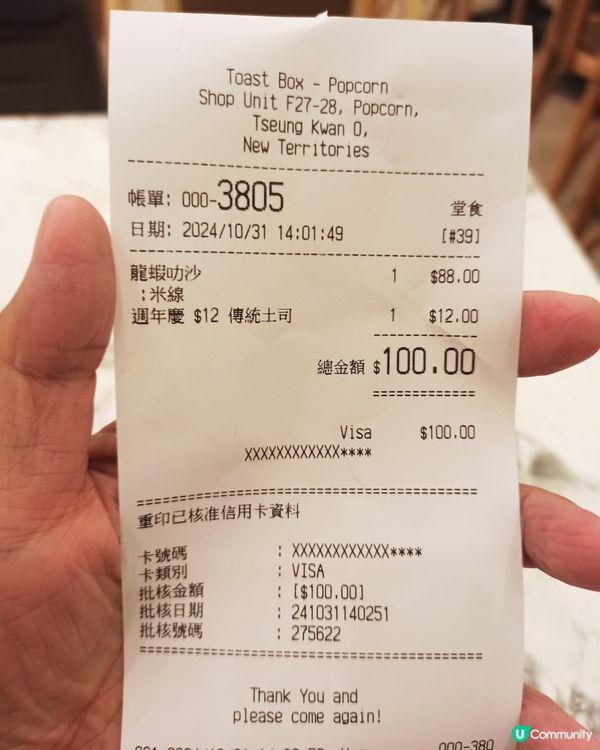 Toast Box - Popcorn
Shop Unit F27-28, Popcorn,
Tseung Kwan O,
New Territories
帳單: 000-3805 堂食
日期: 2024/10/31 14:01:49 [#39]
龍蝦叻沙 1 $88.00
:米線
週年慶 $12 傳統土司 1 $12.00
總金額 $100.00
Visa $100.00
XXXXXXXXXXXX****
重印已核准信用卡資料
卡號碼 : XXXXXXXXXXXX****
卡類別 : VISA
批核金額 : [$100.00]
批核日期 : 241031140251
批核號碼 : 275622
Thank You and
please come again!
000-380
U Community